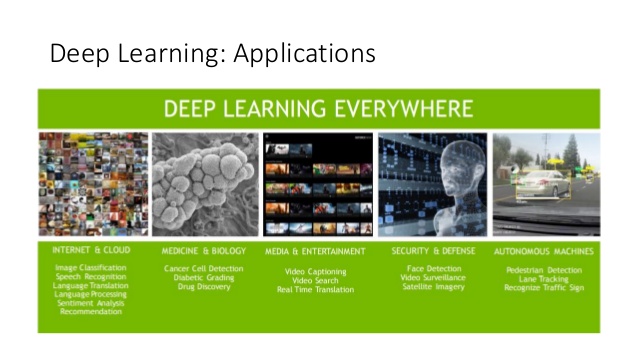 Deep Learning: Applications
DEEP LEARNING EVERYWHERE
INTERNET & CLOUD
Image Classification
Speech Recognition
Language Translation
Language Processing
Sentiment Analysis
Recommendation
MEDICINE & BIOLOGY
Cancer Cell Detection
Diabetic Grading
Drug Discovery
MEDIA & ENTERTAINMENT
Video Captioning
Video Search
Real Time Translation
SECURITY & DEFENSE
Face Detection
Video Surveillance
Satellite Imagery
AUTONOMOUS MACHINES
Pedestrian Detection
Lane Tracking
Recognize Traffic Sign